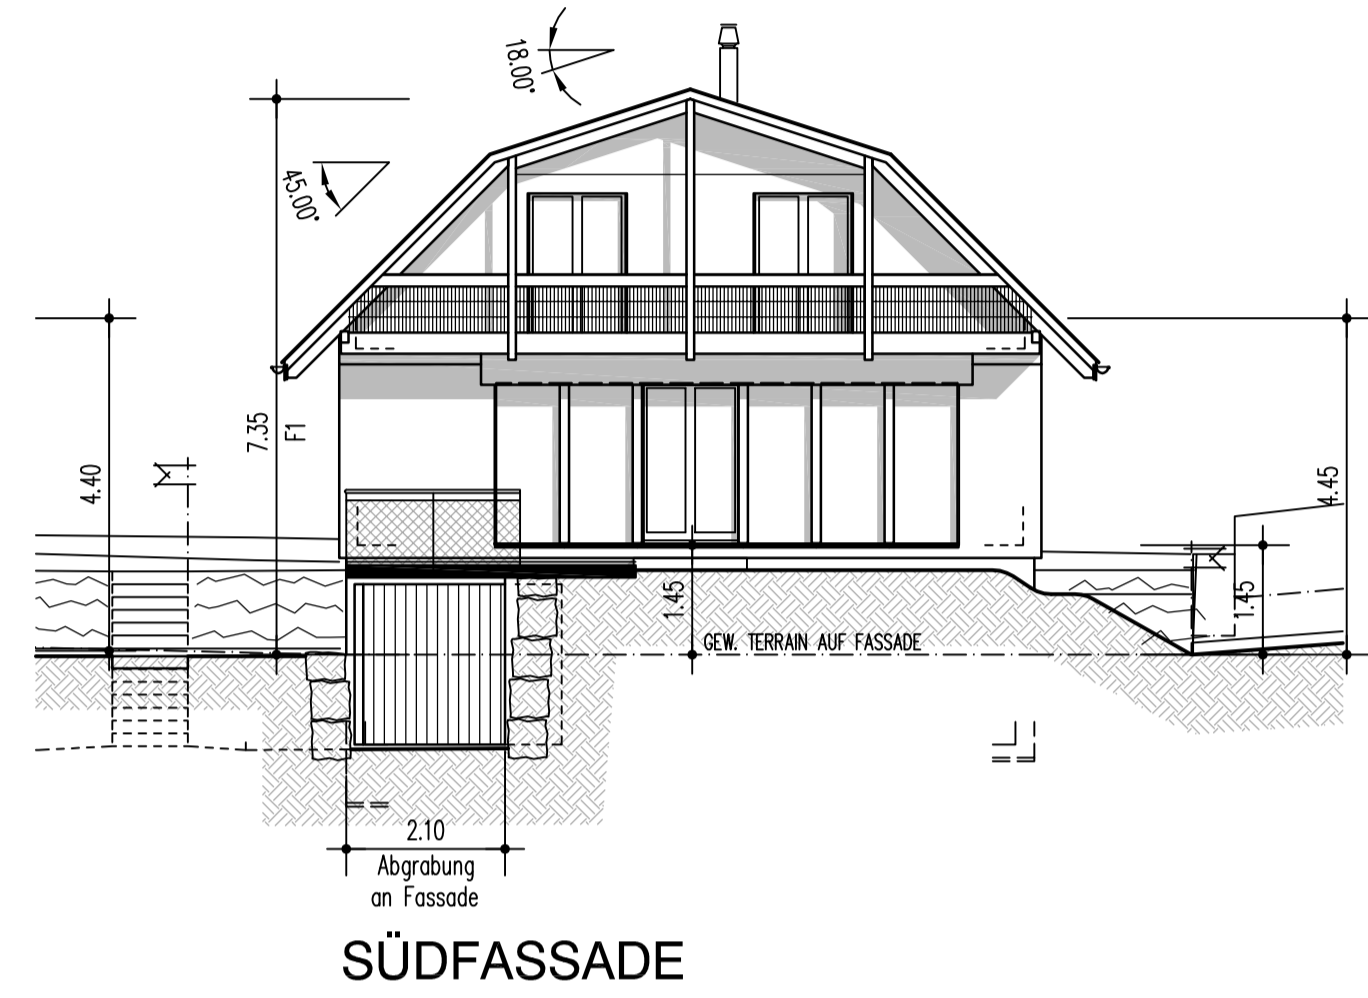 18.00°
45.00°
7.35
F1
4.40
M
4.45
1.45
1.45
GEW. TERRAIN AUF FASSADE
2.10
Abgrabung
an Fassade
SÜDFASSADE